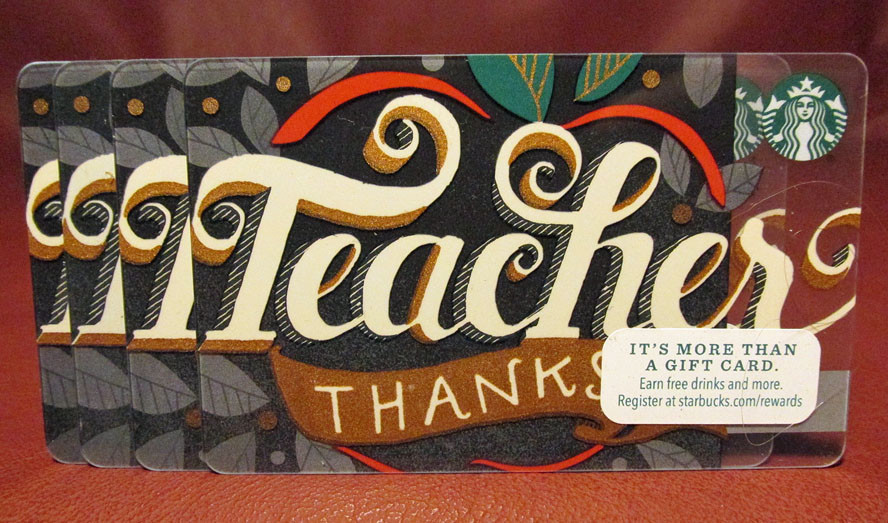 Teacher
THANKS
IT'S MORE THAN
A GIFT CARD.
Earn free drinks and more.
Register at starbucks.com/rewards